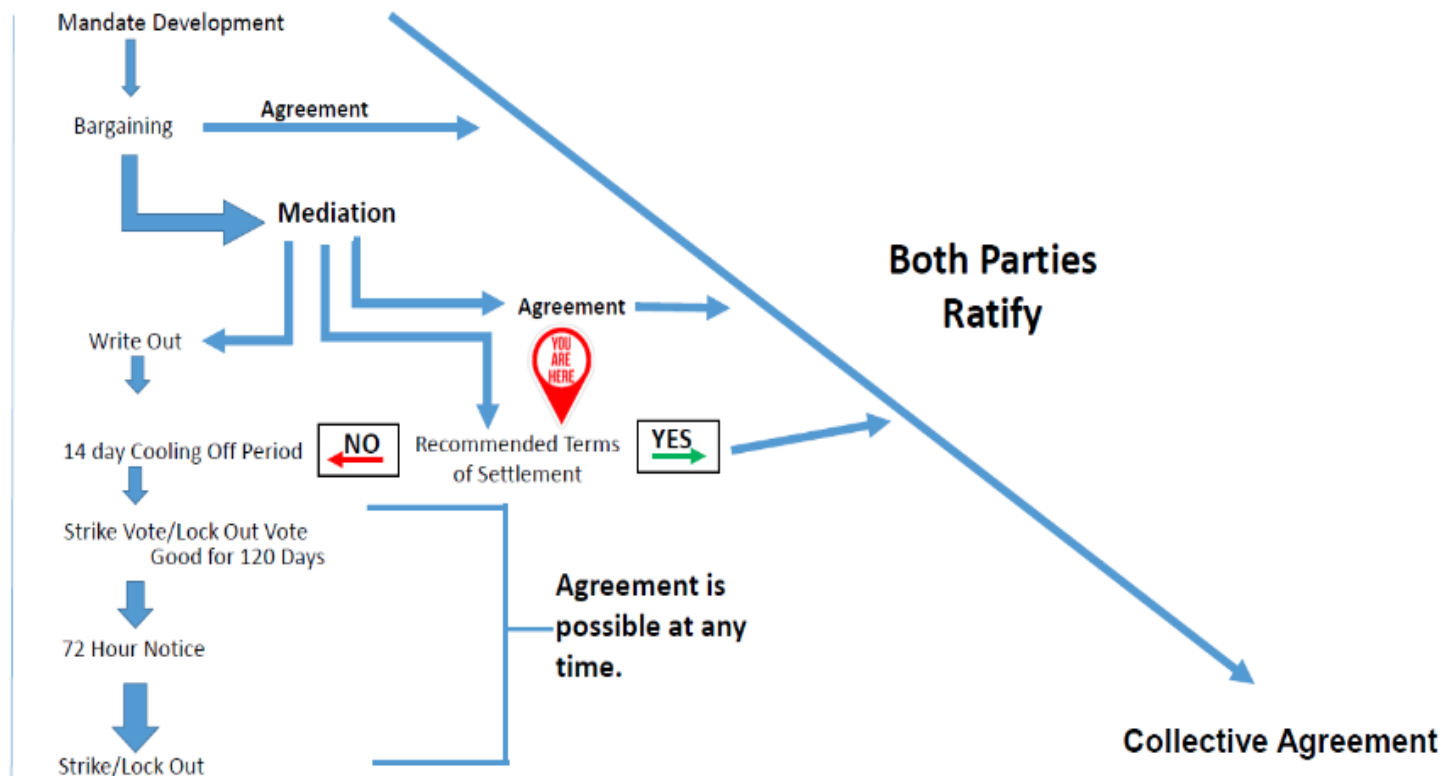 Mandate Development
Agreement
Bargaining
Mediation
Both Parties
Ratify
Agreement
Write Out
YOU
ARE
HERE
14 day Cooling Off Period
NO
Recommended Terms
of Settlement
YES
Strike Vote/Lock Out Vote
Good for 120 Days
Agreement is
possible at any
time.
72 Hour Notice
Strike/Lock Out
Collective Agreement